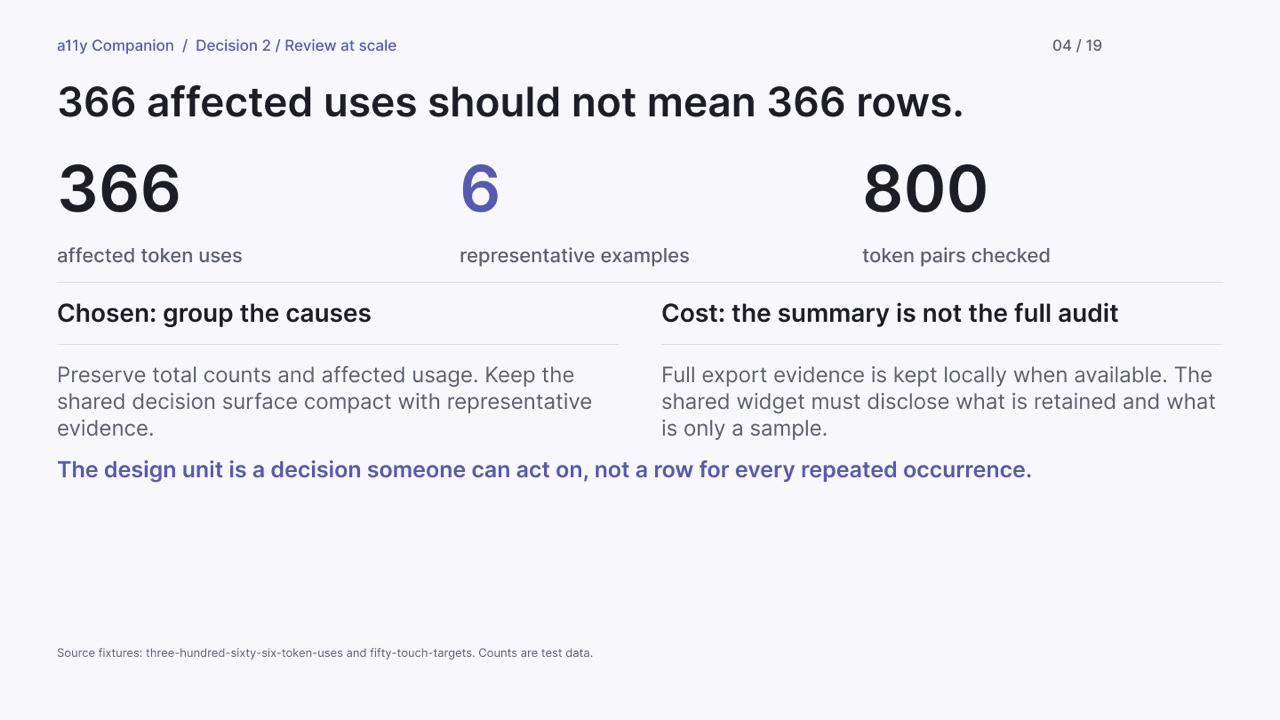 a11y Companion / Decision 2 / Review at scale
04 / 19
366 affected uses should not mean 366 rows.
366
affected token uses
6
representative examples
800
token pairs checked
Chosen: group the causes
Preserve total counts and affected usage. Keep the
shared decision surface compact with representative
evidence.
Cost: the summary is not the full audit
Full export evidence is kept locally when available. The
shared widget must disclose what is retained and what
is only a sample.
The design unit is a decision someone can act on, not a row for every repeated occurrence.
Source fixtures: three-hundred-sixty-six-token-uses and fifty-touch-targets. Counts are test data.